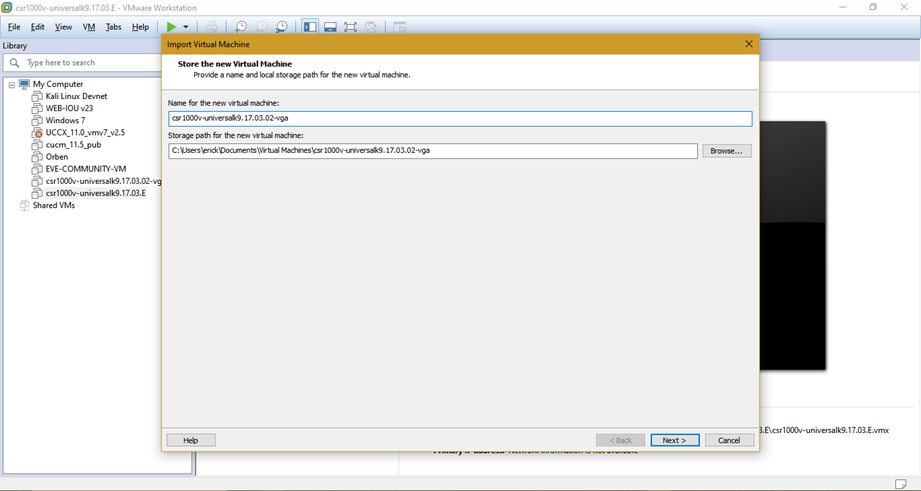 csr1000v-universalk9.17.03.E - VMware Workstation
File Edit View VM Tabs Help
Library
Import Virtual Machine
Type here to search
Store the new Virtual Machine
Provide a name and local storage path for the new virtual machine.
My Computer
Kali Linux Devnet
WEB-IOU v23
Windows 7
UCCX_11.0_vmv7_v2.5
cucm_11.5_pub
Orben
EVE-COMMUNITY-VM
csr1000v-universalk9.17.03.02-vg
csr1000v-universalk9.17.03.E
Shared VMs
Name for the new virtual machine:
csr1000v-universalk9.17.03.02-vga
Storage path for the new virtual machine:
C:\Users\erick\Documents\Virtual Machines\csr1000v-universalk9.17.03.02-vga
Browse...
3.E\csr1000v-universalk9.17.03.E.vmx
Help < Back Next > Cancel
Primary IP address: Network information is not available